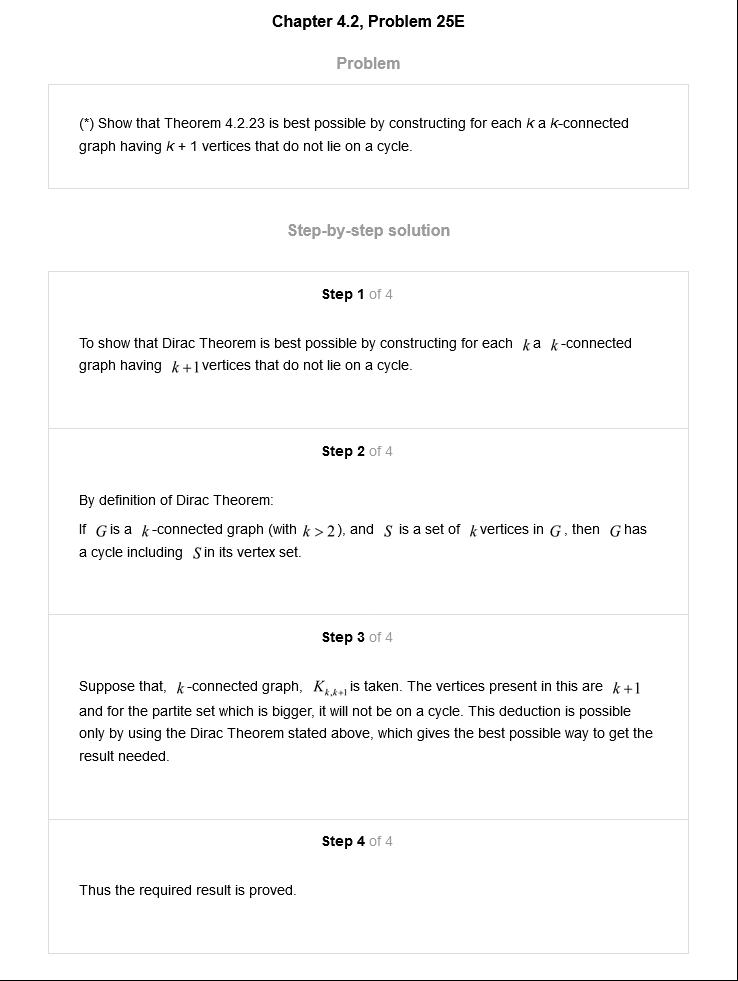 Chapter 4.2, Problem 25E
Problem
(*) Show that Theorem 4.2.23 is best possible by constructing for each k a k-connected
graph having k + 1 vertices that do not lie on a cycle.
Step-by-step solution
Step 1 of 4
To show that Dirac Theorem is best possible by constructing for each k a k-connected
graph having k+1 vertices that do not lie on a cycle.
Step 2 of 4
By definition of Dirac Theorem:
If G is a k-connected graph (with k > 2), and S is a set of k vertices in G, then G has
a cycle including S in its vertex set.
Step 3 of 4
Suppose that, k-connected graph, K_{k,k+1} is taken. The vertices present in this are k+1
and for the partite set which is bigger, it will not be on a cycle. This deduction is possible
only by using the Dirac Theorem stated above, which gives the best possible way to get the
result needed.
Step 4 of 4
Thus the required result is proved.